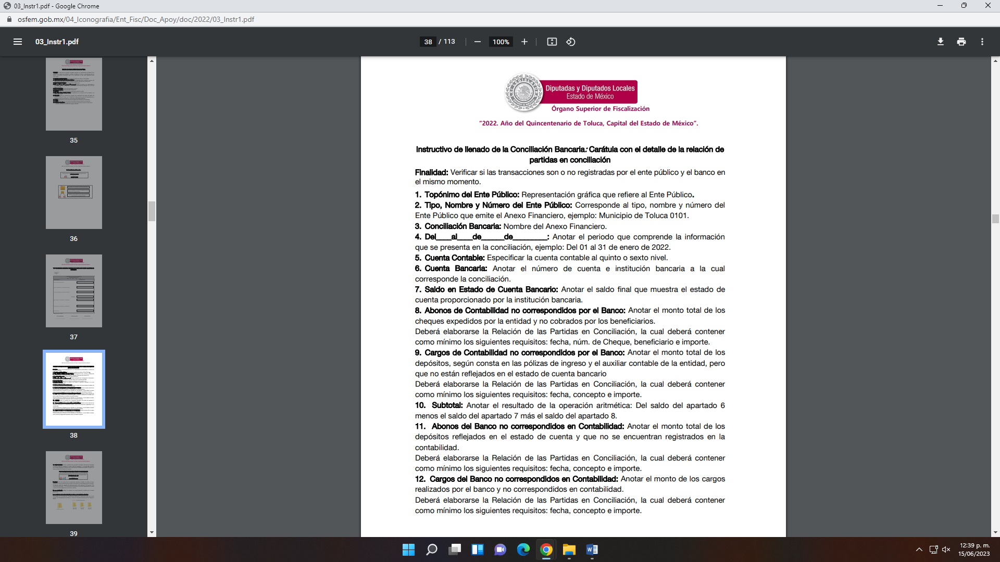 03_Instr1.pdf - Google Chrome
osfem.gob.mx/04_Iconografia/Ent_Fisc/Doc_Apoy/doc/2022/03_Instr1.pdf
03_Instr1.pdf
38 / 113
100%
35
36
37
38
39
Diputadas y Diputados Locales
Estado de México
Órgano Superior de Fiscalización
“2022. Año del Quincentenario de Toluca, Capital del Estado de México”.
Instructivo de llenado de la Conciliación Bancaria: Carátula con el detalle de la relación de
partidas en conciliación
Finalidad: Verificar si las transacciones son o no registradas por el ente público y el banco en
el mismo momento.
1. Topónimo del Ente Público: Representación gráfica que refiere al Ente Público.
2. Tipo, Nombre y Número del Ente Público: Corresponde al tipo, nombre y número del
Ente Público que emite el Anexo Financiero, ejemplo: Municipio de Toluca 0101.
3. Conciliación Bancaria: Nombre del Anexo Financiero.
4. Del____al____de______de_________: Anotar el periodo que comprende la información
que se presenta en la conciliación, ejemplo: Del 01 al 31 de enero de 2022.
5. Cuenta Contable: Especificar la cuenta contable al quinto o sexto nivel.
6. Cuenta Bancaria: Anotar el número de cuenta e institución bancaria a la cual
corresponde la conciliación.
7. Saldo en Estado de Cuenta Bancario: Anotar el saldo final que muestra el estado de
cuenta proporcionado por la institución bancaria.
8. Abonos de Contabilidad no correspondidos por el Banco: Anotar el monto total de los
cheques expedidos por la entidad y no cobrados por los beneficiarios.
Deberá elaborarse la Relación de las Partidas en Conciliación, la cual deberá contener
como mínimo los siguientes requisitos: fecha, núm. de Cheque, beneficiario e importe.
9. Cargos de Contabilidad no correspondidos por el Banco: Anotar el monto total de los
depósitos, según consta en las pólizas de ingreso y el auxiliar contable de la entidad, pero
que no están reflejados en el estado de cuenta bancario
Deberá elaborarse la Relación de las Partidas en Conciliación, la cual deberá contener
como mínimo los siguientes requisitos: fecha, concepto e importe.
10. Subtotal: Anotar el resultado de la operación aritmética: Del saldo del apartado 6
menos el saldo del apartado 7 más el saldo del apartado 8.
11. Abonos del Banco no correspondidos en Contabilidad: Anotar el monto total de los
depósitos reflejados en el estado de cuenta y que no se encuentran registrados en la
contabilidad.
Deberá elaborarse la Relación de las Partidas en Conciliación, la cual deberá contener
como mínimo los siguientes requisitos: fecha, concepto e importe.
12. Cargos del Banco no correspondidos en Contabilidad: Anotar el monto de los cargos
realizados por el banco y no correspondidos en contabilidad.
Deberá elaborarse la Relación de las Partidas en Conciliación, la cual deberá contener
como mínimo los siguientes requisitos: fecha, concepto e importe.
12:39 p. m.
15/06/2023